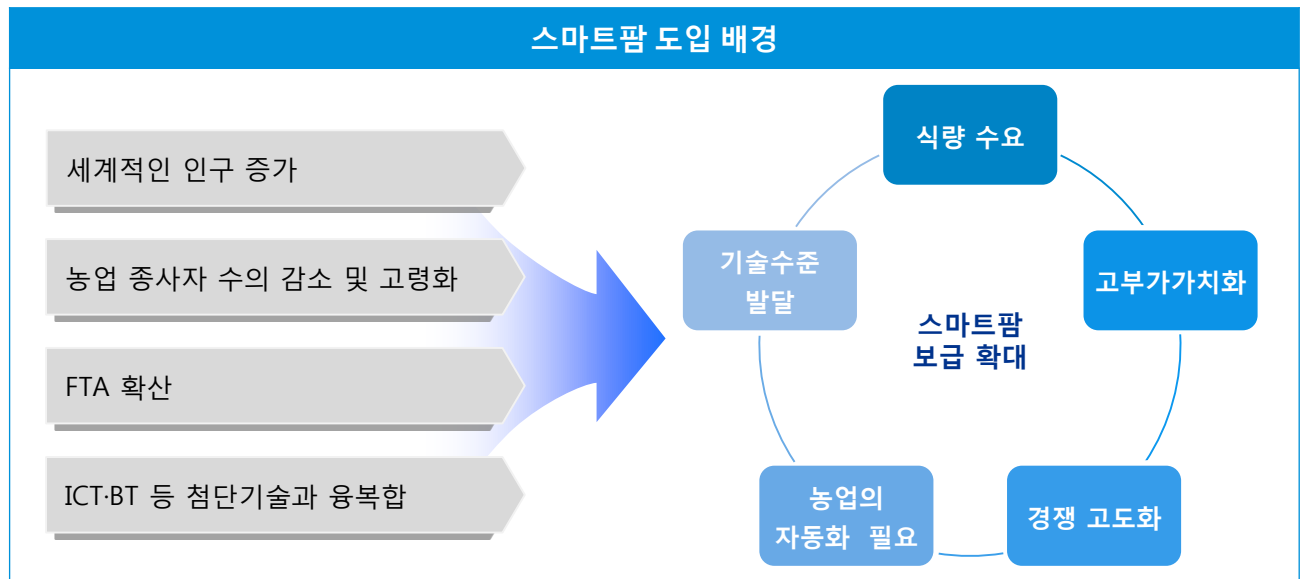 스마트팜 도입 배경
세계적인 인구 증가
농업 종사자 수의 감소 및 고령화
FTA 확산
ICT·BT 등 첨단기술과 융복합
식량 수요
고부가가치화
경쟁 고도화
농업의
자동화 필요
기술수준
발달
스마트팜
보급 확대